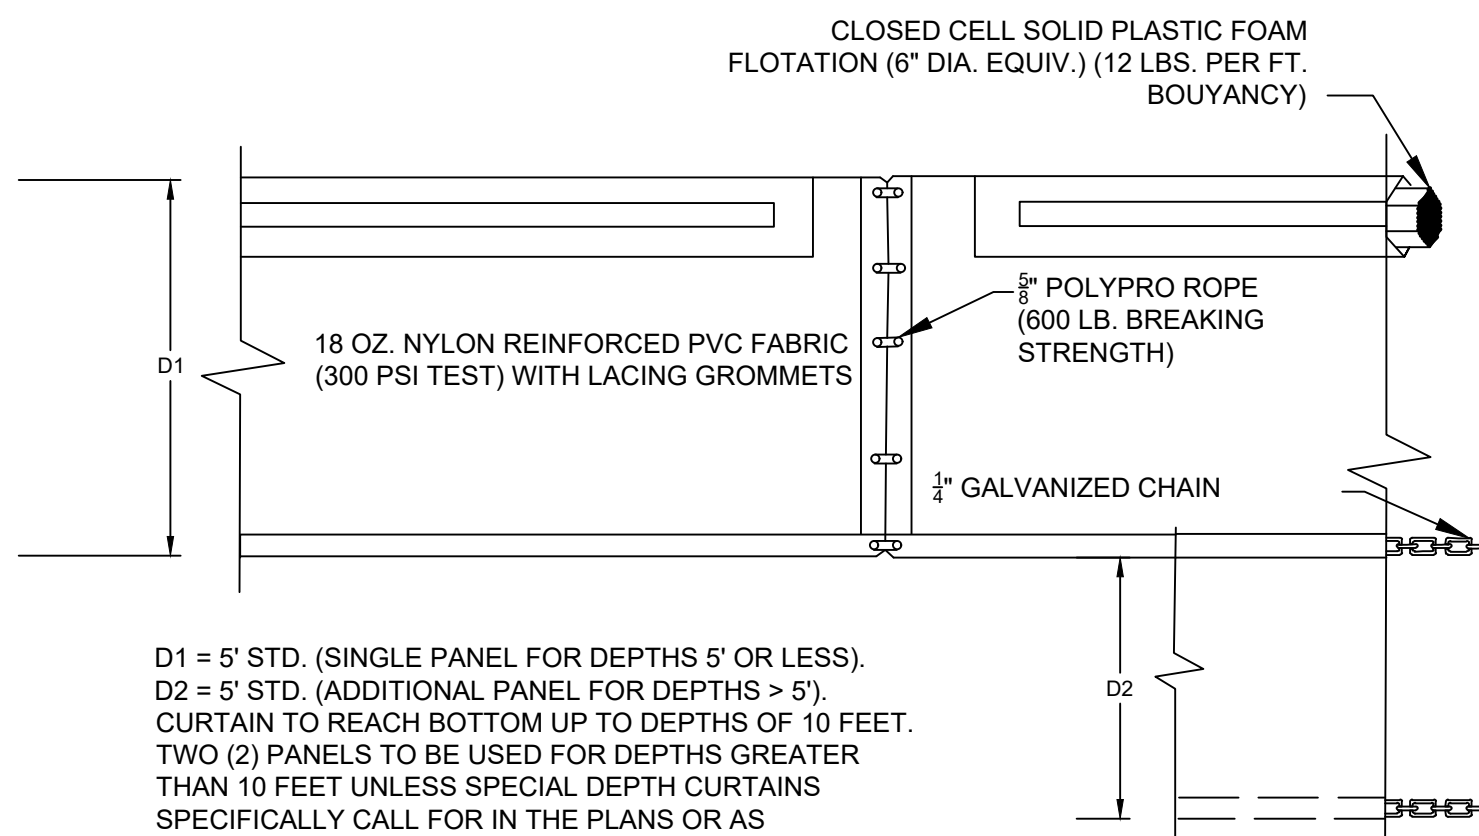 CLOSED CELL SOLID PLASTIC FOAM
FLOTATION (6" DIA. EQUIV.) (12 LBS. PER FT.
BOUYANCY)
D1
18 OZ. NYLON REINFORCED PVC FABRIC
(300 PSI TEST) WITH LACING GROMMETS
5/8" POLYPRO ROPE
(600 LB. BREAKING
STRENGTH)
1/4" GALVANIZED CHAIN
D2
D1 = 5' STD. (SINGLE PANEL FOR DEPTHS 5' OR LESS).
D2 = 5' STD. (ADDITIONAL PANEL FOR DEPTHS > 5').
CURTAIN TO REACH BOTTOM UP TO DEPTHS OF 10 FEET.
TWO (2) PANELS TO BE USED FOR DEPTHS GREATER
THAN 10 FEET UNLESS SPECIAL DEPTH CURTAINS
SPECIFICALLY CALL FOR IN THE PLANS OR AS